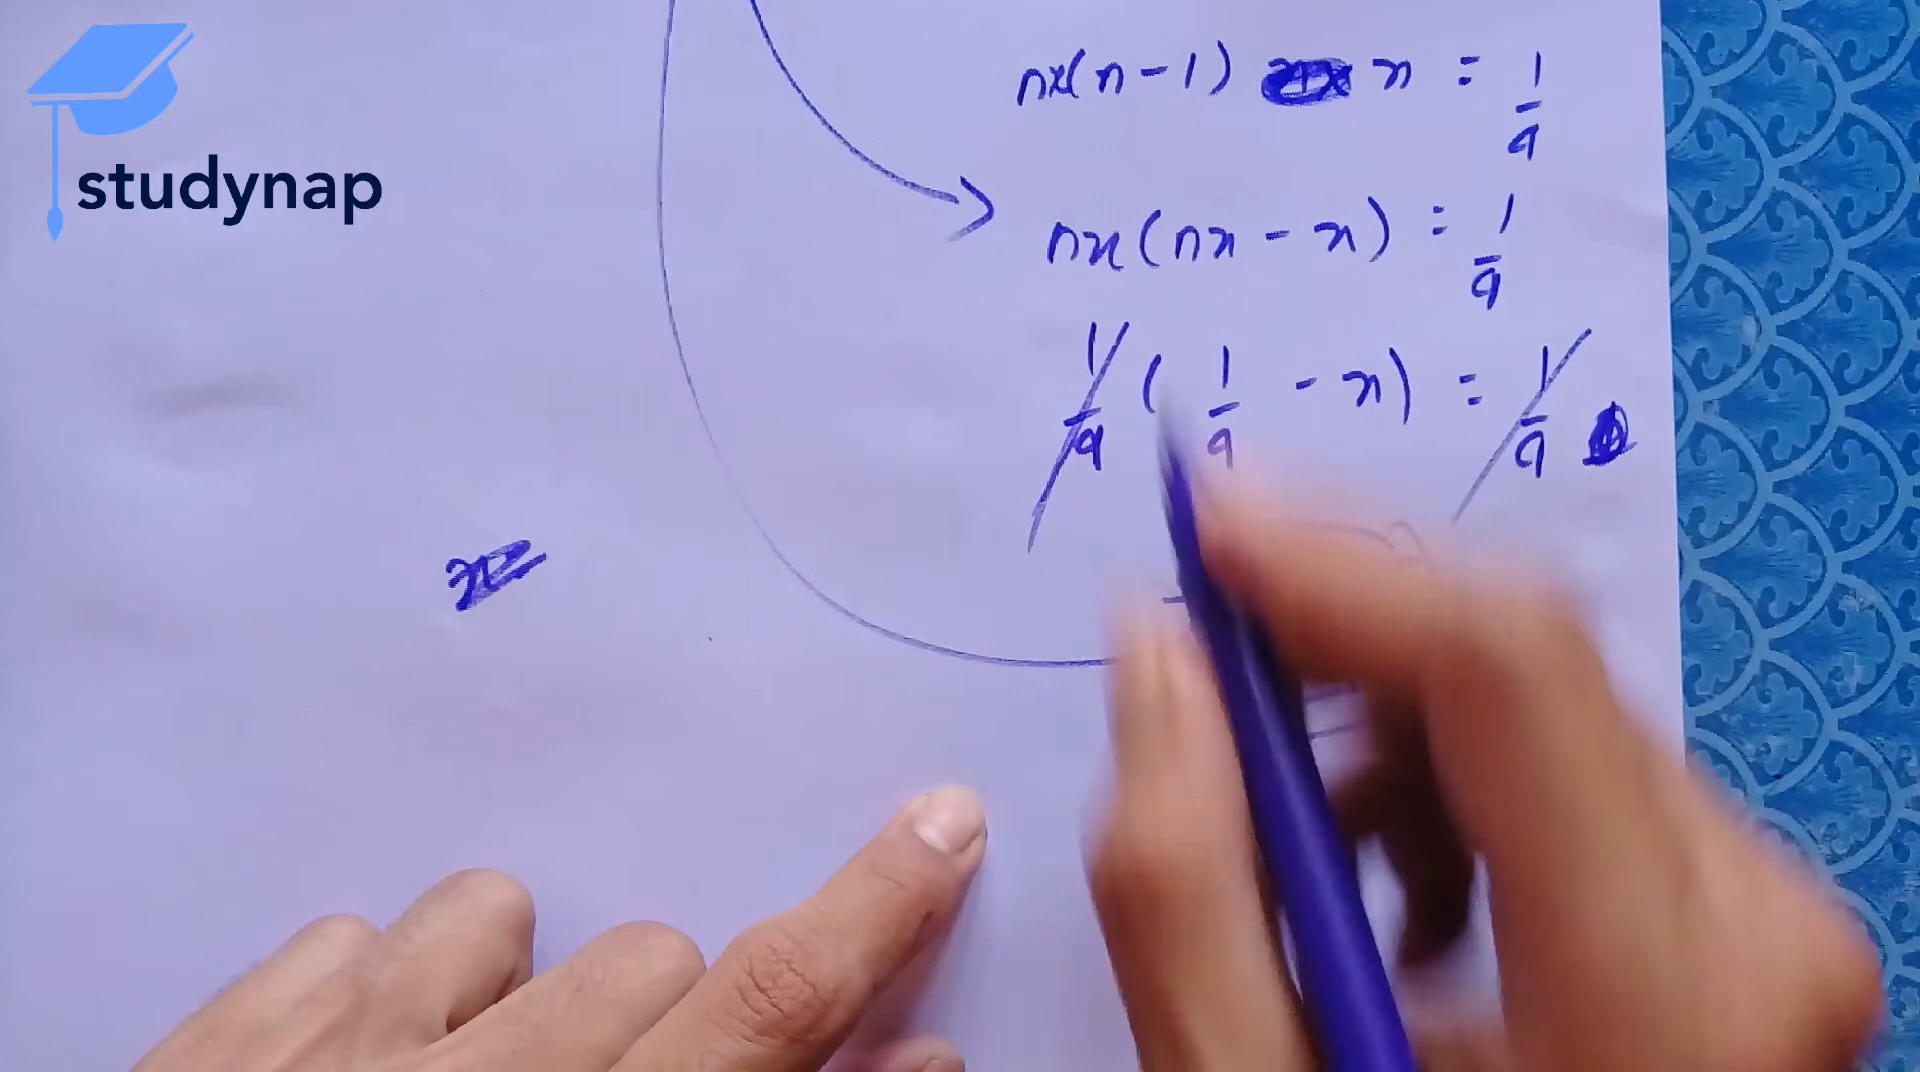 studynap
nx(n-1) x = 1/9
nx(nx - x) = 1/9
1/9 (1/9 - x) = 1/9